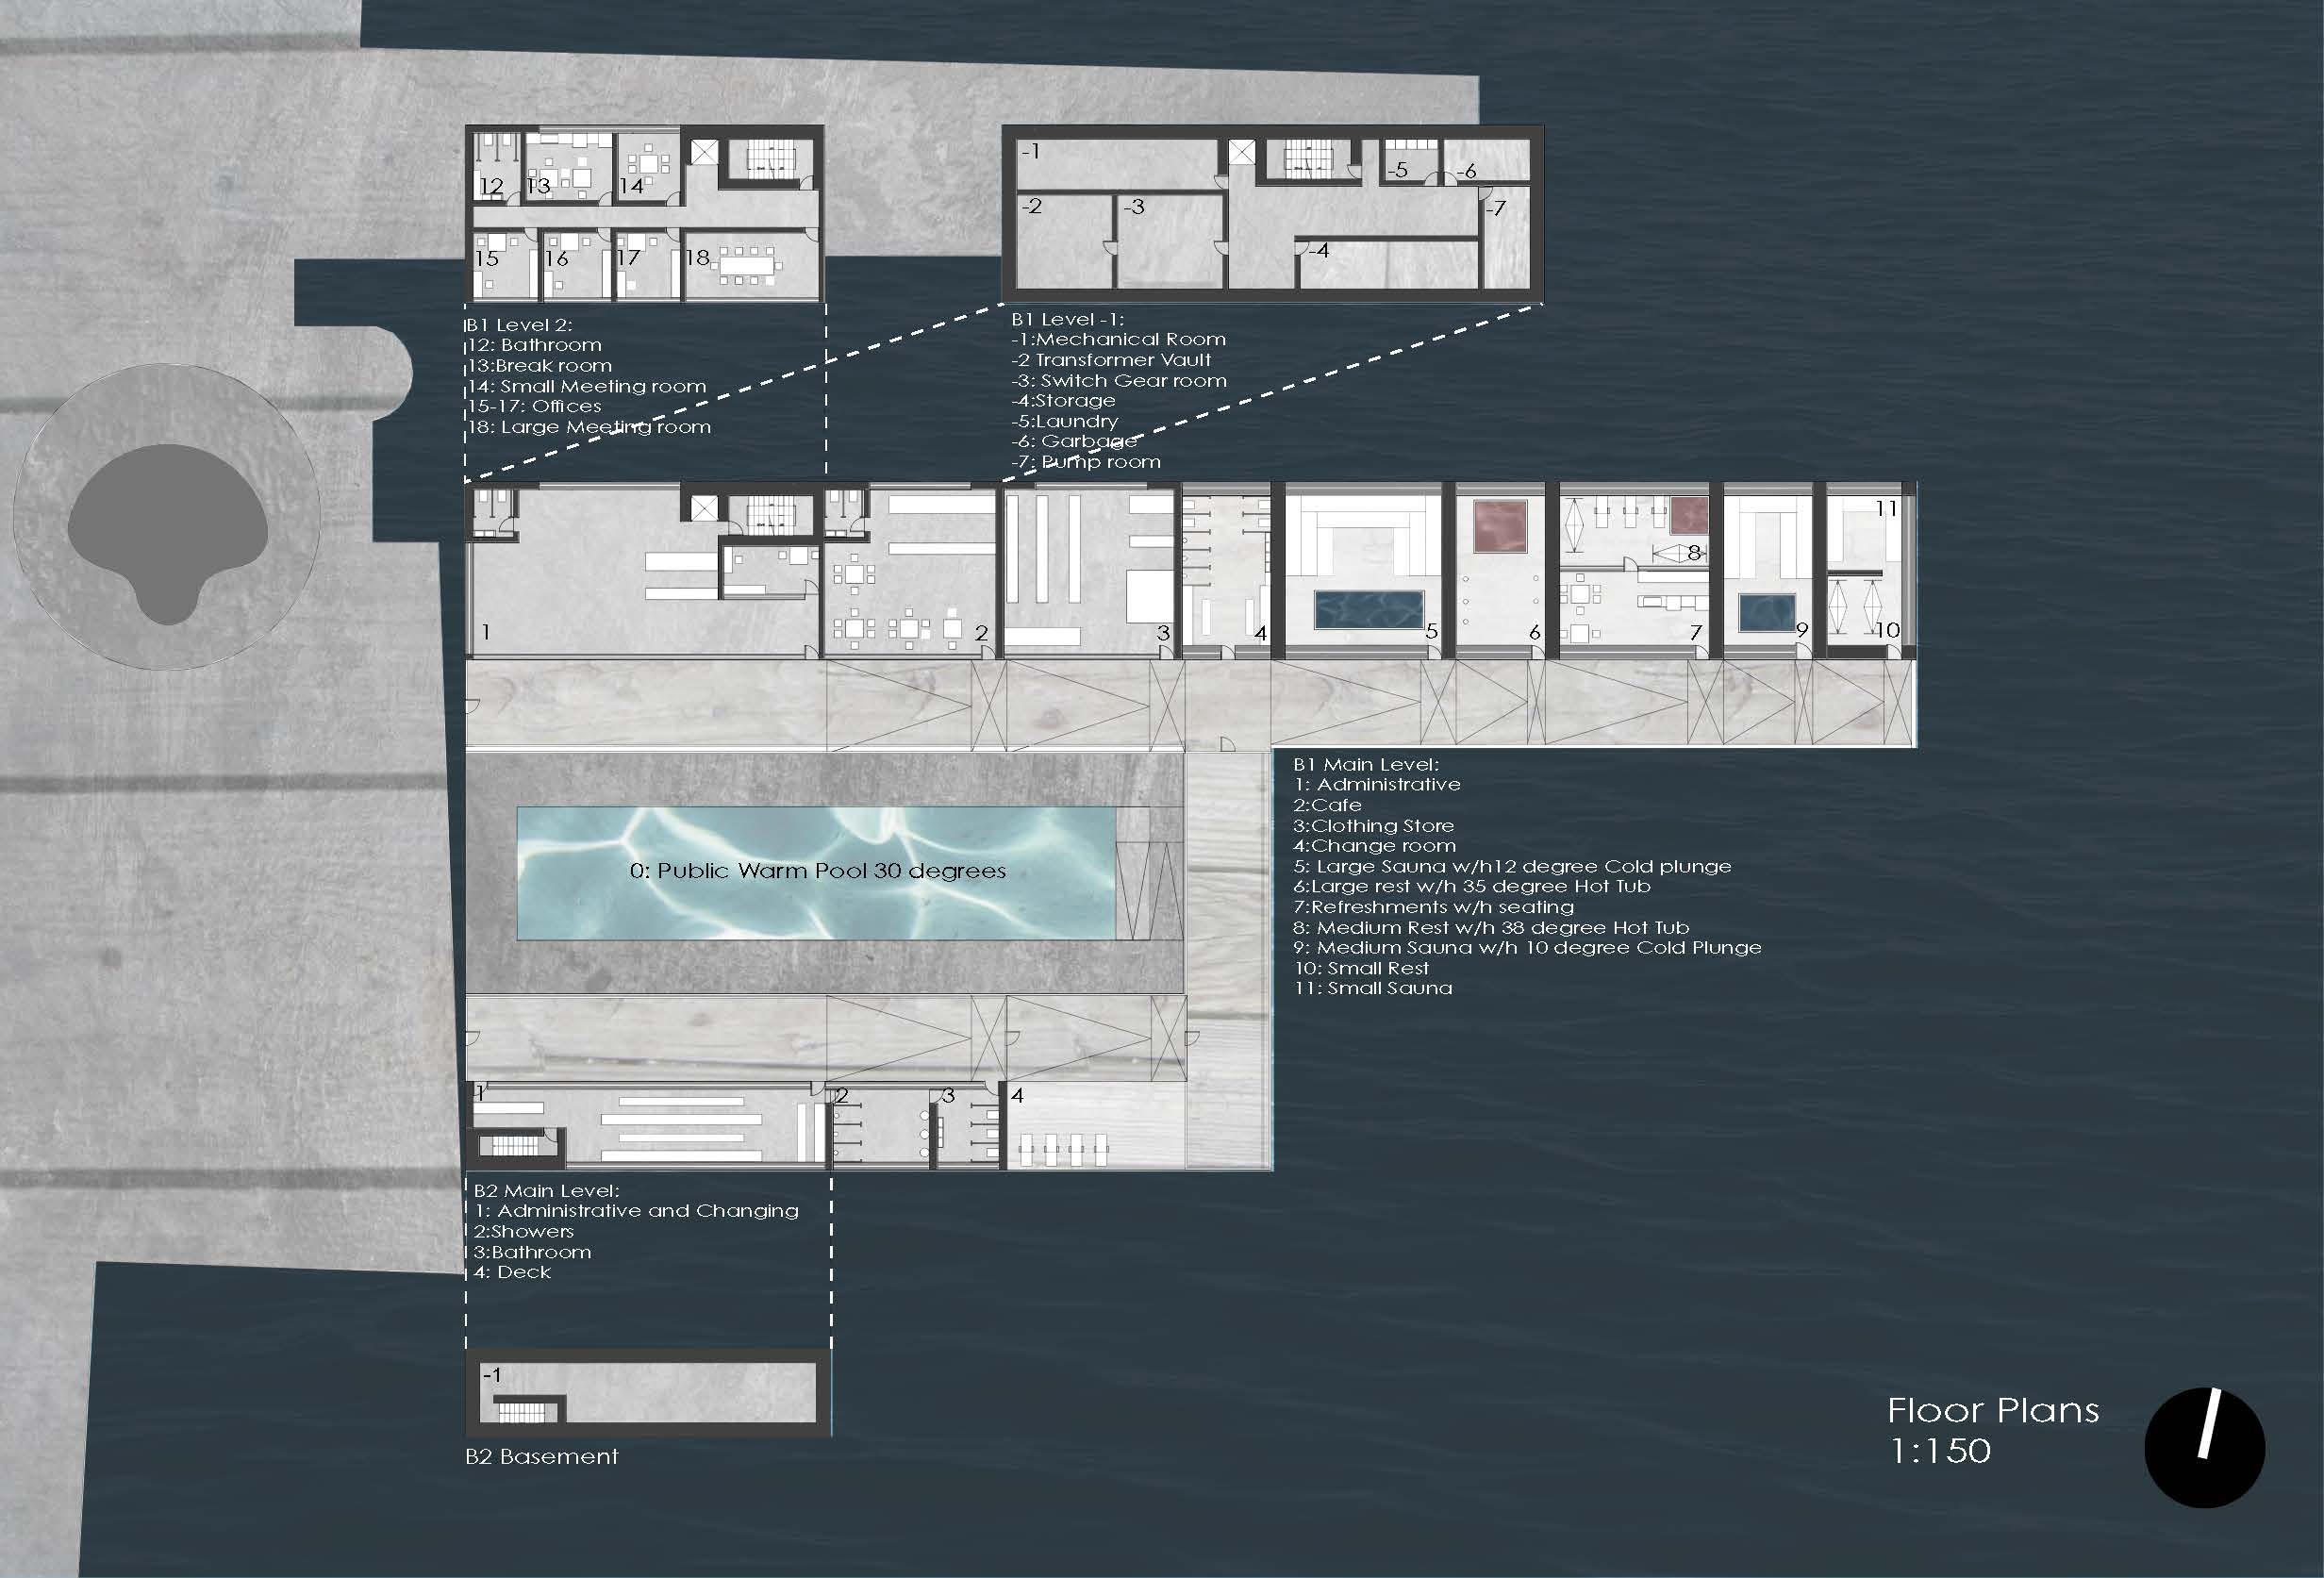 12
13
14
15
16
17
18
-1
-2
-3
-4
-5
-6
-7
B1 Level 2:
12: Bathroom
13:Break room
14: Small Meeting room
15-17: Offices
18: Large Meeting room
B1 Level -1:
-1:Mechanical Room
-2 Transformer Vault
-3: Switch Gear room
-4:Storage
-5:Laundry
-6: Garbage
-7: Pump room
1
2
3
4
5
6
7
8
9
10
11
0: Public Warm Pool 30 degrees
B1 Main Level:
1: Administrative
2:Cafe
3:Clothing Store
4:Change room
5: Large Sauna w/h12 degree Cold plunge
6:Large rest w/h 35 degree Hot Tub
7:Refreshments w/h seating
8: Medium Rest w/h 38 degree Hot Tub
9: Medium Sauna w/h 10 degree Cold Plunge
10: Small Rest
11: Small Sauna
1
2
3
4
B2 Main Level:
1: Administrative and Changing
2:Showers
3:Bathroom
4: Deck
-1
B2 Basement
Floor Plans
1:150